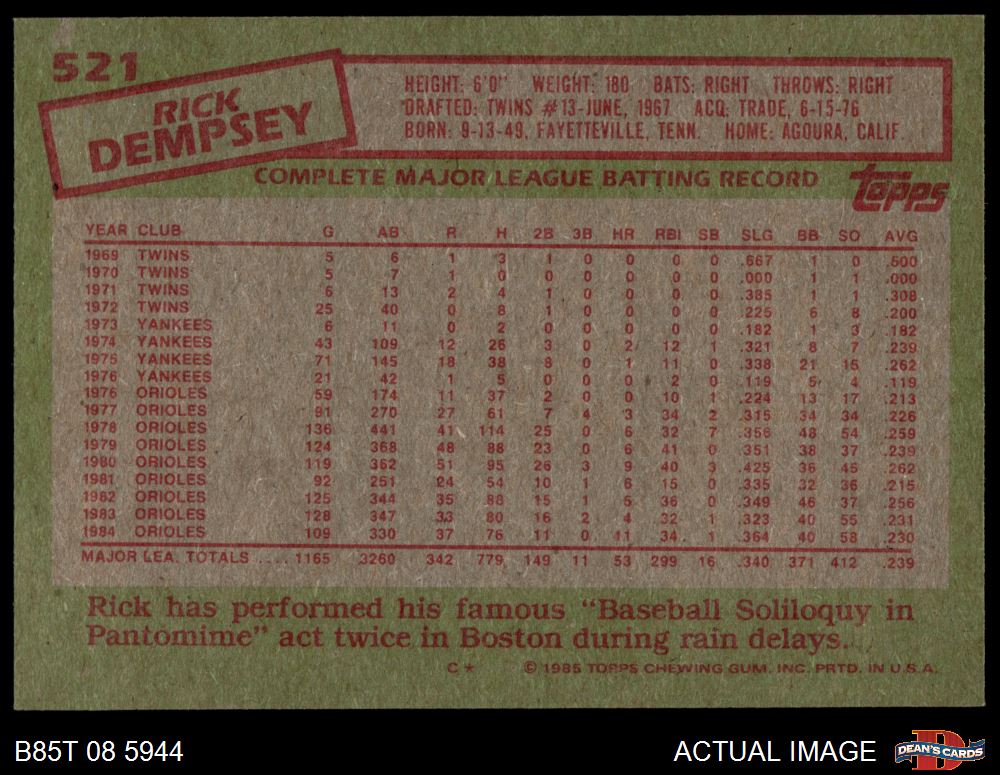 521
RICK
DEMPSEY
HEIGHT: 6'0" WEIGHT: 180 BATS: RIGHT THROWS: RIGHT
DRAFTED: TWINS #13-JUNE, 1967 ACQ. TRADE, 6-15-76
BORN: 9-13-49, FAYETTEVILLE, TENN. HOME: AGOURA, CALIF.
COMPLETE MAJOR LEAGUE BATTING RECORD
topps
YEAR CLUB G AB R H 2B 3B HR RBI SB SLG BB SO AVG
1969 TWINS 5 6 1 3 1 0 0 0 0 .667 1 0 .500
1970 TWINS 5 7 1 0 0 0 0 0 0 .000 1 1 .000
1971 TWINS 6 13 2 4 1 0 0 0 0 .385 1 1 .308
1972 TWINS 25 40 0 8 1 0 0 0 0 .225 6 8 .200
1973 YANKEES 6 11 0 2 0 0 0 0 0 .182 1 3 .182
1974 YANKEES 43 109 12 26 3 0 2 12 1 .321 8 7 .239
1975 YANKEES 71 145 18 38 8 0 1 11 0 .338 21 15 .262
1976 YANKEES 21 42 1 5 0 0 0 2 0 .119 5 4 .119
1976 ORIOLES 59 174 11 37 2 0 0 10 1 .224 13 17 .213
1977 ORIOLES 91 270 27 61 7 4 3 34 2 .315 34 34 .226
1978 ORIOLES 136 441 41 114 25 0 6 32 7 .356 48 54 .259
1979 ORIOLES 124 368 48 88 23 0 6 41 0 .351 38 37 .239
1980 ORIOLES 119 362 51 95 26 3 9 40 3 .425 36 45 .262
1981 ORIOLES 92 251 24 54 10 1 6 15 0 .335 32 36 .215
1982 ORIOLES 125 344 35 88 15 1 5 36 0 .349 46 37 .256
1983 ORIOLES 128 347 33 80 16 2 4 32 1 .323 40 55 .231
1984 ORIOLES 109 330 37 76 11 0 11 34 1 .364 40 58 .230
MAJOR LEA. TOTALS .... 1165 3260 342 779 149 11 53 299 16 .340 371 412 .239
Rick has performed his famous "Baseball Soliloquy in
Pantomime" act twice in Boston during rain delays.
C* © 1985 TOPPS CHEWING GUM, INC. PRTD. IN U.S.A.
B85T 08 5944
ACTUAL IMAGE
DEAN'S CARDS